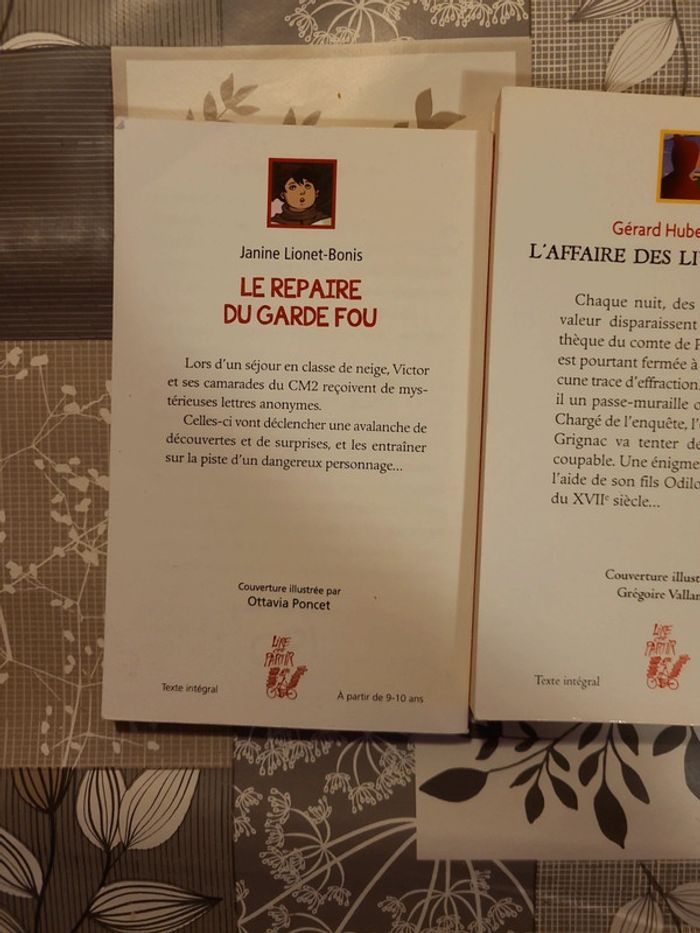 Janine Lionet-Bonis
LE REPAIRE
DU GARDE FOU
Lors d'un séjour en classe de neige, Victor
et ses camarades du CM2 reçoivent de mys-
térieuses lettres anonymes.
Celles-ci vont déclencher une avalanche de
découvertes et de surprises, et les entraîner
sur la piste d'un dangereux personnage...
Couverture illustrée par
Ottavia Poncet
LIRE
PARTIR
Texte intégral
À partir de 9-10 ans
Gérard
L'AFFAIRE DES
Chaque nuit, des
valeur disparaissent
thèque du comte de
est pourtant fermée à
cune trace d'effraction.
il un passe-muraille
Chargé de l'enquête,
Grignac va tenter
coupable. Une énigme
l'aide de son fils
du XVIIe siècle...
Couverture
Grégoire
LIRE
PARTIR
Texte intégral